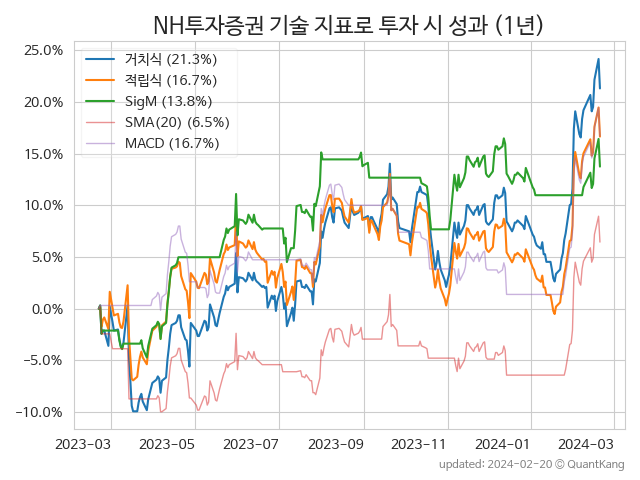 NH투자증권 기술 지표로 투자 시 성과 (1년)
25.0%
20.0%
15.0%
10.0%
5.0%
0.0%
-5.0%
-10.0%
거치식 (21.3%)
적립식 (16.7%)
SigM (13.8%)
SMA(20) (6.5%)
MACD (16.7%)
2023-03 2023-05 2023-07 2023-09 2023-11 2024-01 2024-03
updated: 2024-02-20 © QuantKang